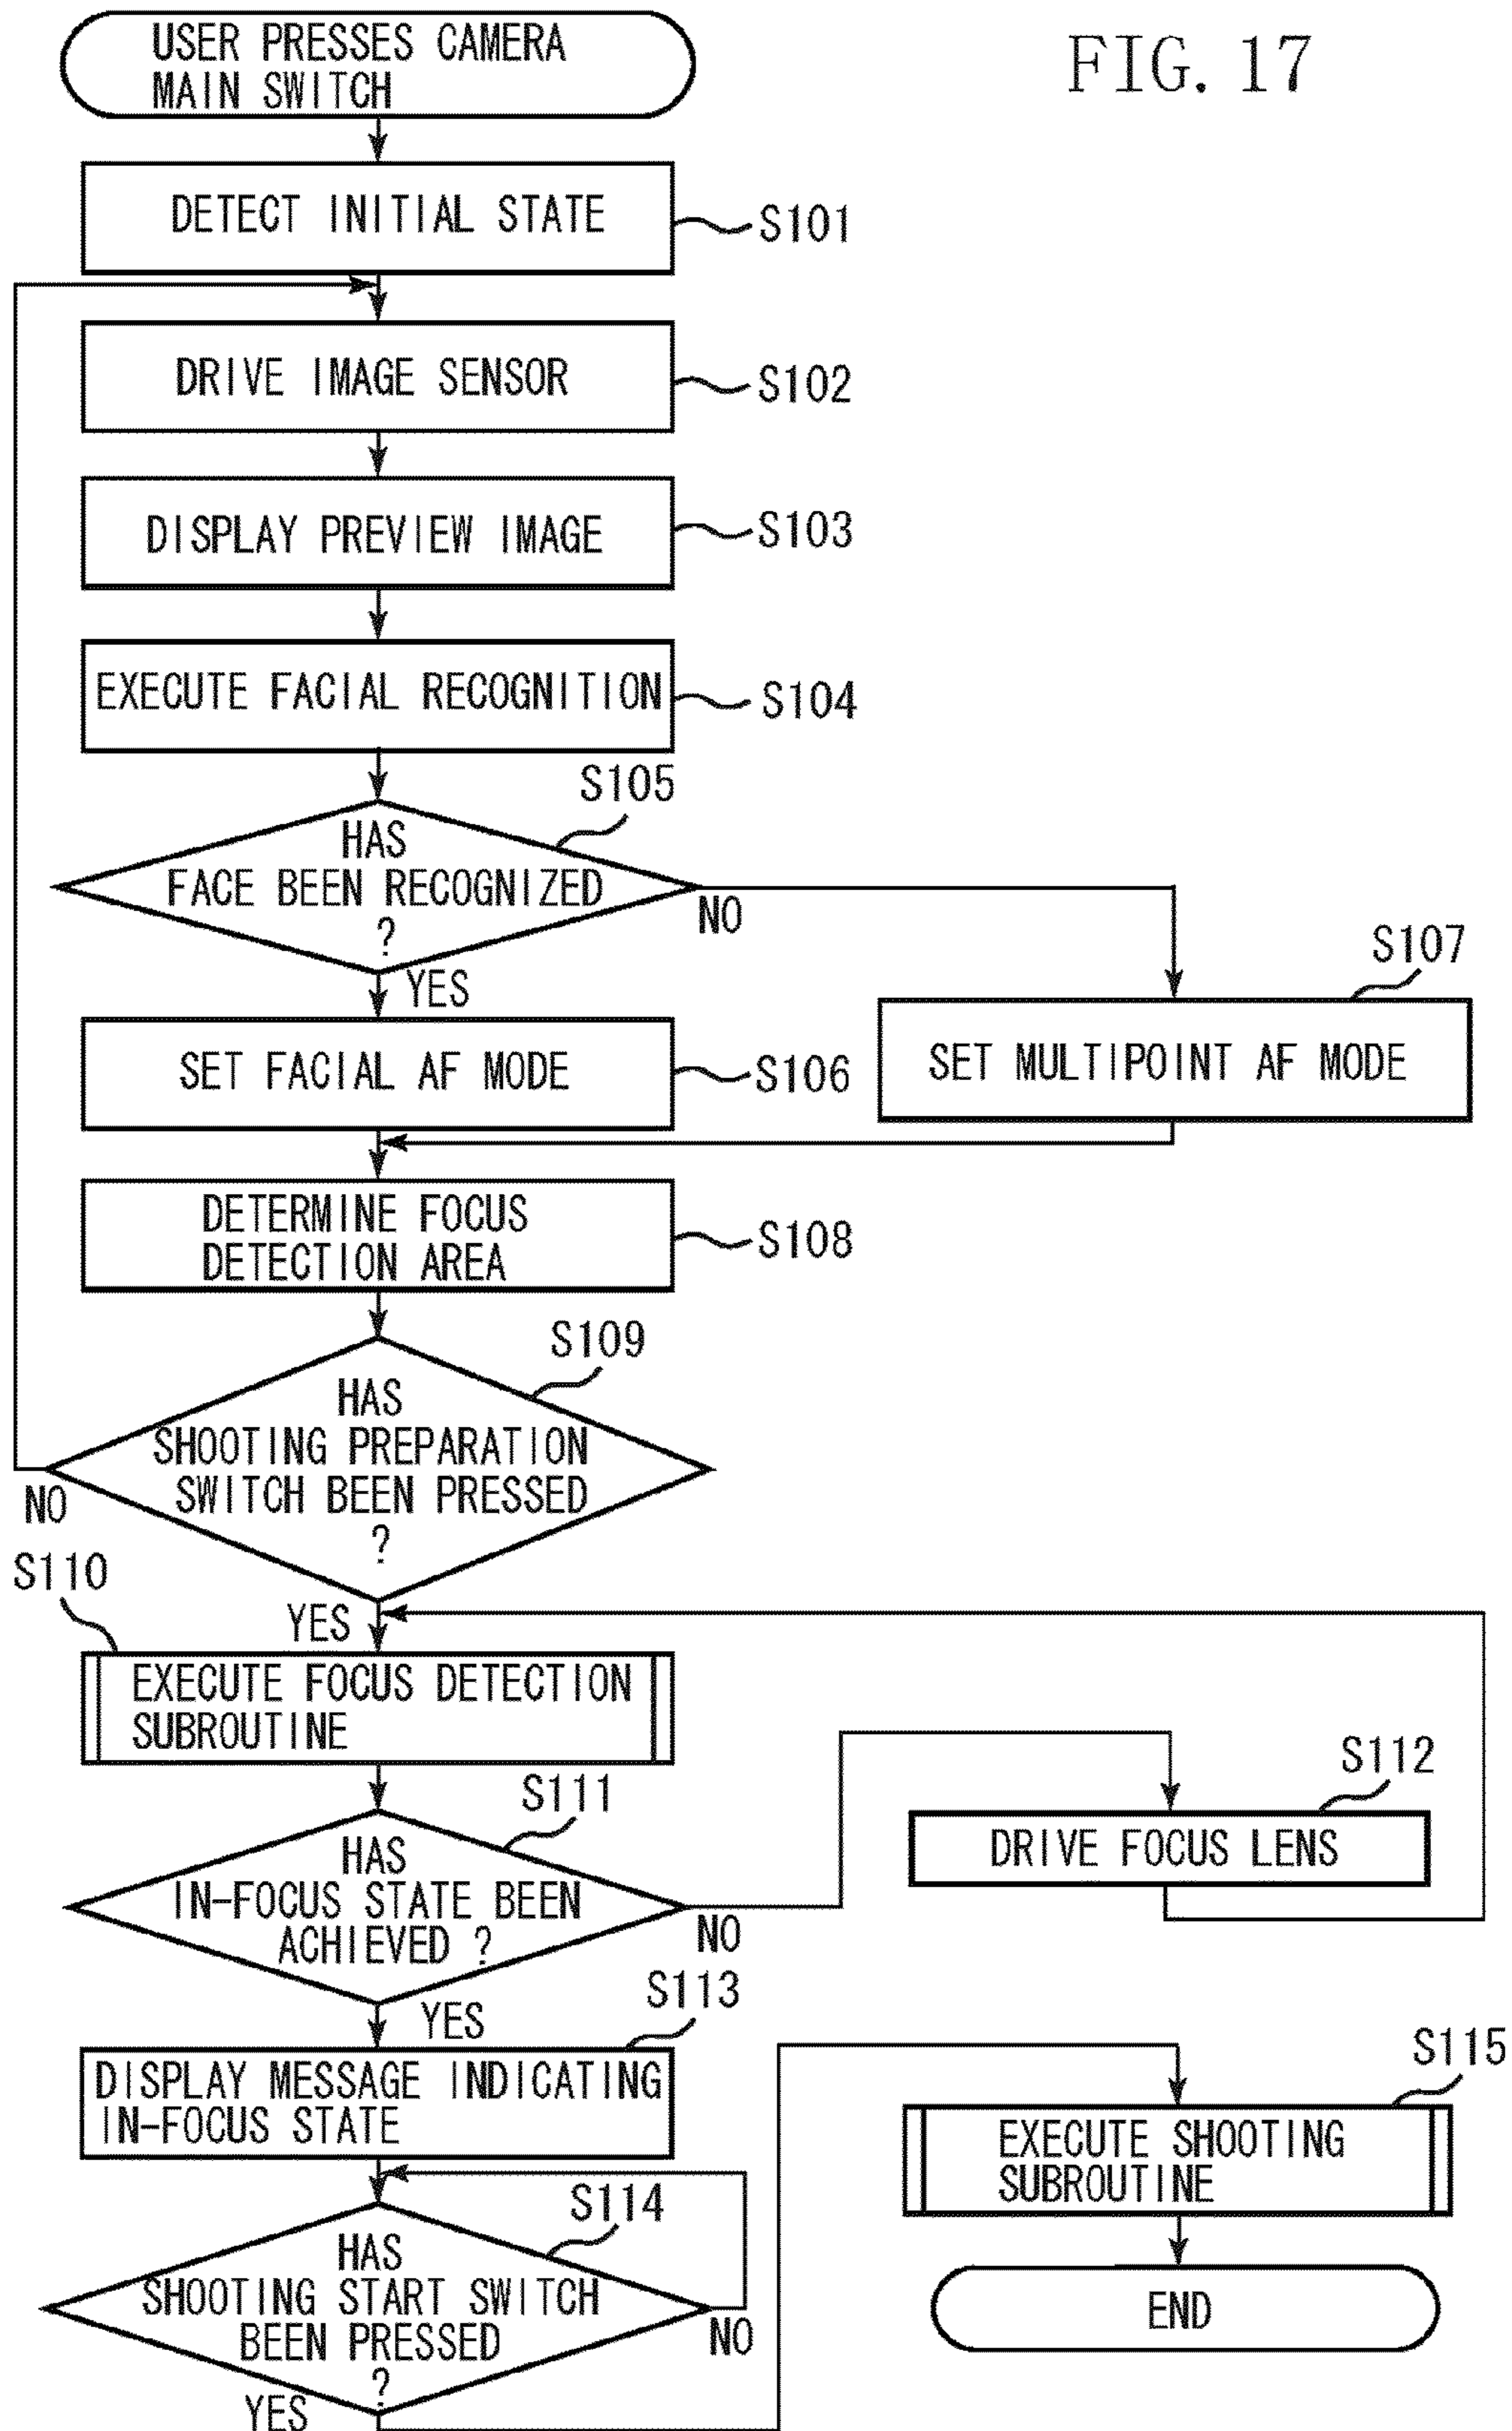 FIG. 17
USER PRESSES CAMERA
MAIN SWITCH
DETECT INITIAL STATE
S101
DRIVE IMAGE SENSOR
S102
DISPLAY PREVIEW IMAGE
S103
EXECUTE FACIAL RECOGNITION
S104
S105
HAS
FACE BEEN RECOGNIZED
?
NO
YES
S107
SET FACIAL AF MODE
S106
SET MULTIPOINT AF MODE
DETERMINE FOCUS
DETECTION AREA
S108
S109
HAS
SHOOTING PREPARATION
SWITCH BEEN PRESSED
?
NO
YES
S110
EXECUTE FOCUS DETECTION
SUBROUTINE
S111
HAS
IN-FOCUS STATE BEEN
ACHIEVED ?
NO
S112
DRIVE FOCUS LENS
YES
S113
DISPLAY MESSAGE INDICATING
IN-FOCUS STATE
S114
HAS
SHOOTING START SWITCH
BEEN PRESSED
?
NO
YES
S115
EXECUTE SHOOTING
SUBROUTINE
END